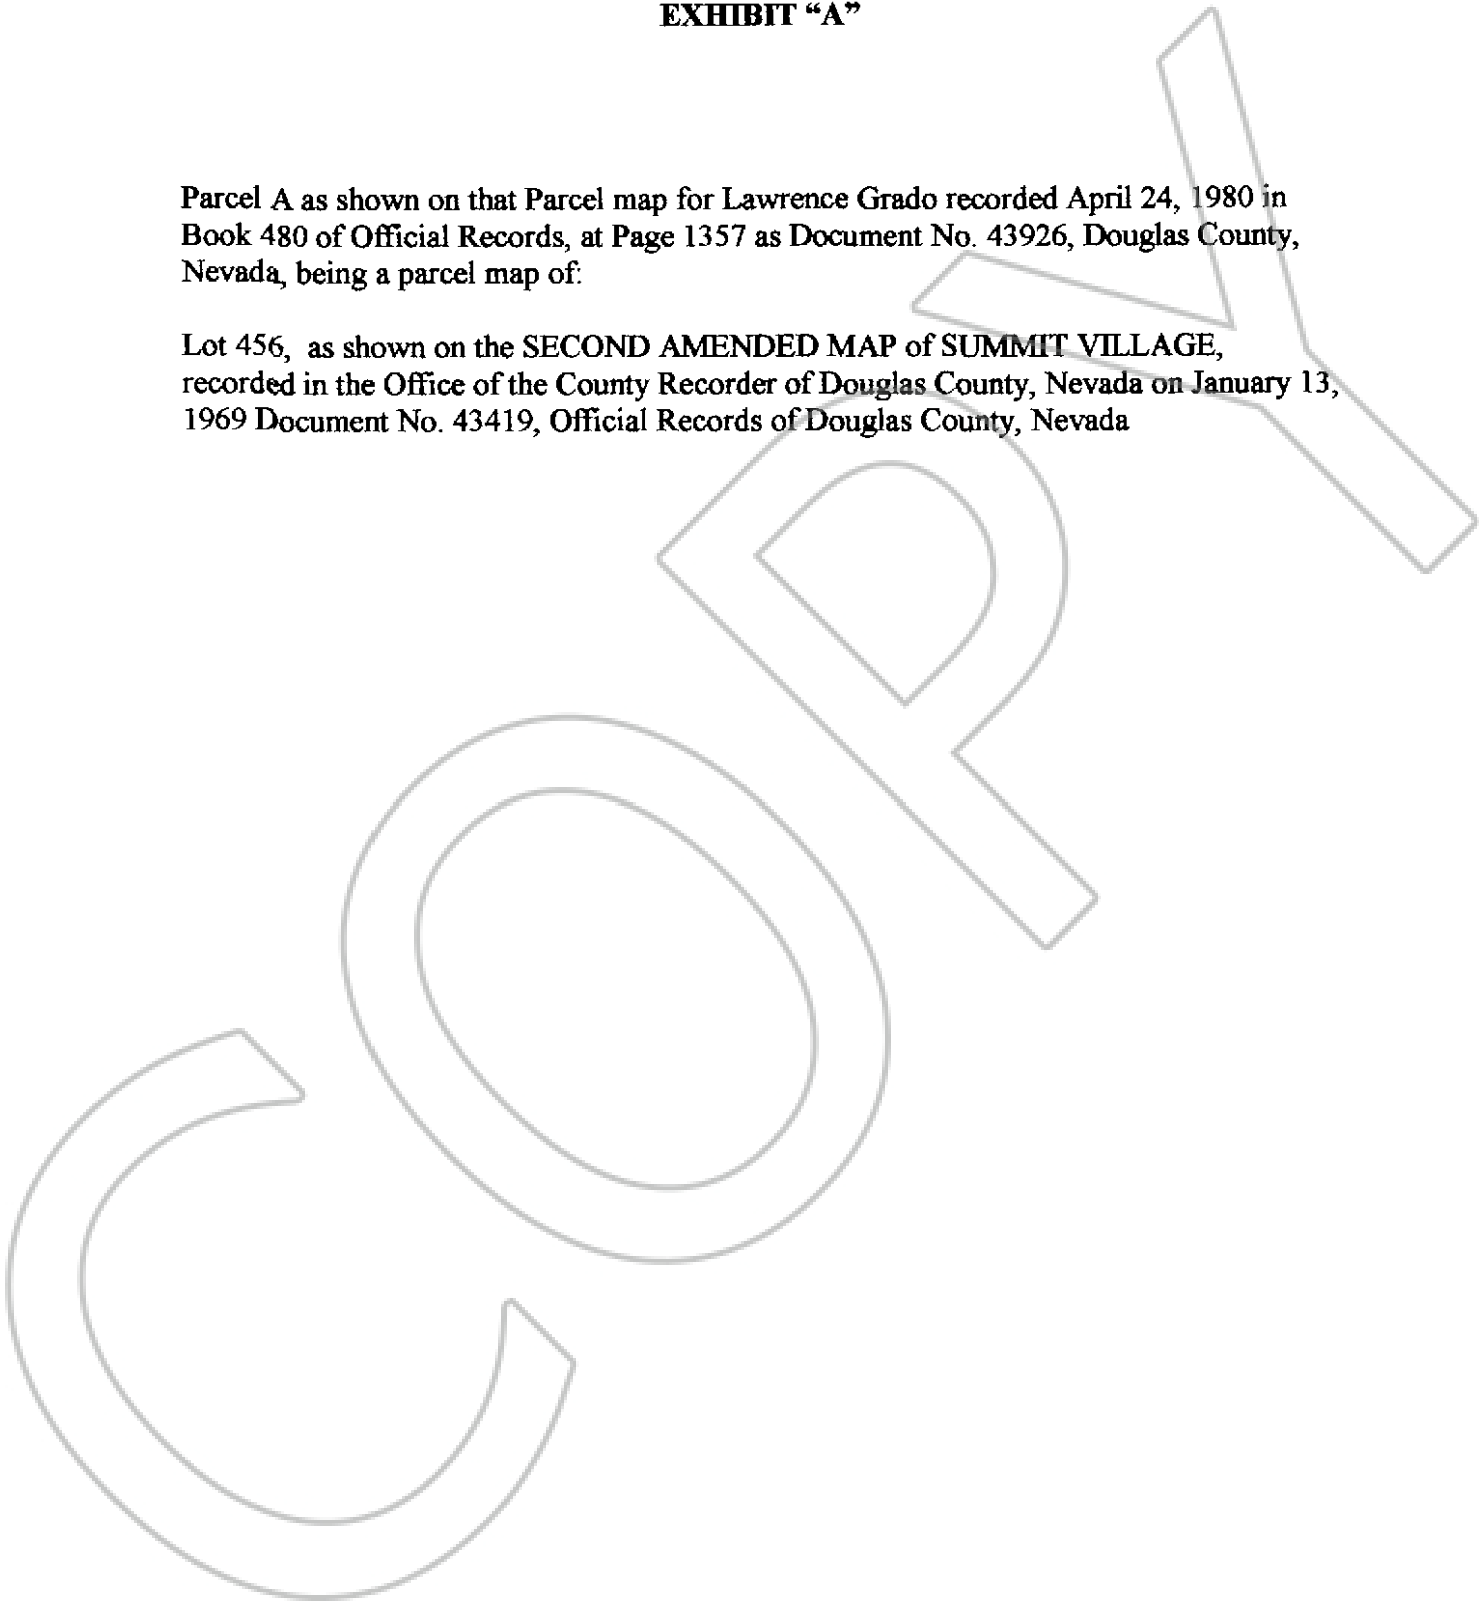 EXHIBIT “A”
Parcel A as shown on that Parcel map for Lawrence Grado recorded April 24, 1980 in
Book 480 of Official Records, at Page 1357 as Document No. 43926, Douglas County,
Nevada, being a parcel map of:
Lot 456, as shown on the SECOND AMENDED MAP of SUMMIT VILLAGE,
recorded in the Office of the County Recorder of Douglas County, Nevada on January 13,
1969 Document No. 43419, Official Records of Douglas County, Nevada
COPY